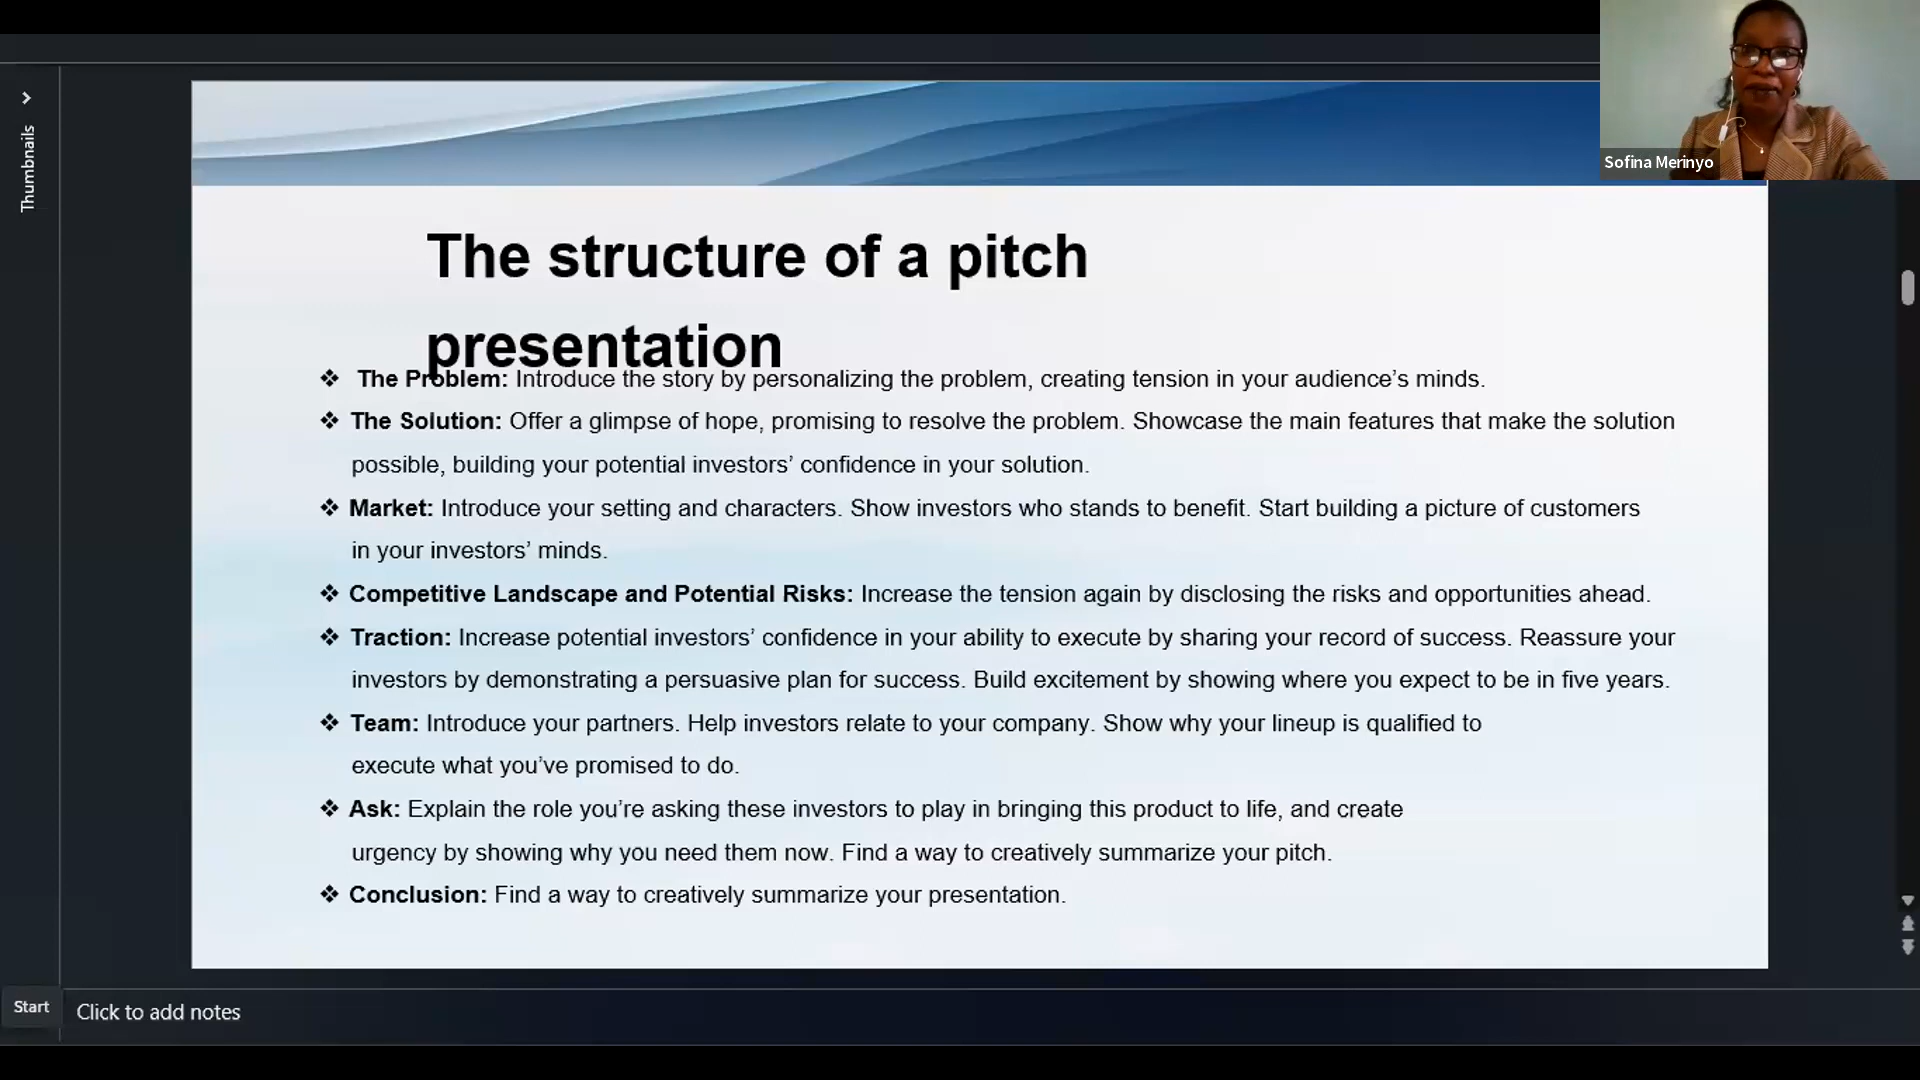 Sofina Merinyo
Thumbnails
The structure of a pitch
presentation
❖ The Problem: Introduce the story by personalizing the problem, creating tension in your audience’s minds.
❖ The Solution: Offer a glimpse of hope, promising to resolve the problem. Showcase the main features that make the solution
possible, building your potential investors’ confidence in your solution.
❖ Market: Introduce your setting and characters. Show investors who stands to benefit. Start building a picture of customers
in your investors’ minds.
❖ Competitive Landscape and Potential Risks: Increase the tension again by disclosing the risks and opportunities ahead.
❖ Traction: Increase potential investors’ confidence in your ability to execute by sharing your record of success. Reassure your
investors by demonstrating a persuasive plan for success. Build excitement by showing where you expect to be in five years.
❖ Team: Introduce your partners. Help investors relate to your company. Show why your lineup is qualified to
execute what you’ve promised to do.
❖ Ask: Explain the role you’re asking these investors to play in bringing this product to life, and create
urgency by showing why you need them now. Find a way to creatively summarize your pitch.
❖ Conclusion: Find a way to creatively summarize your presentation.
Start
Click to add notes